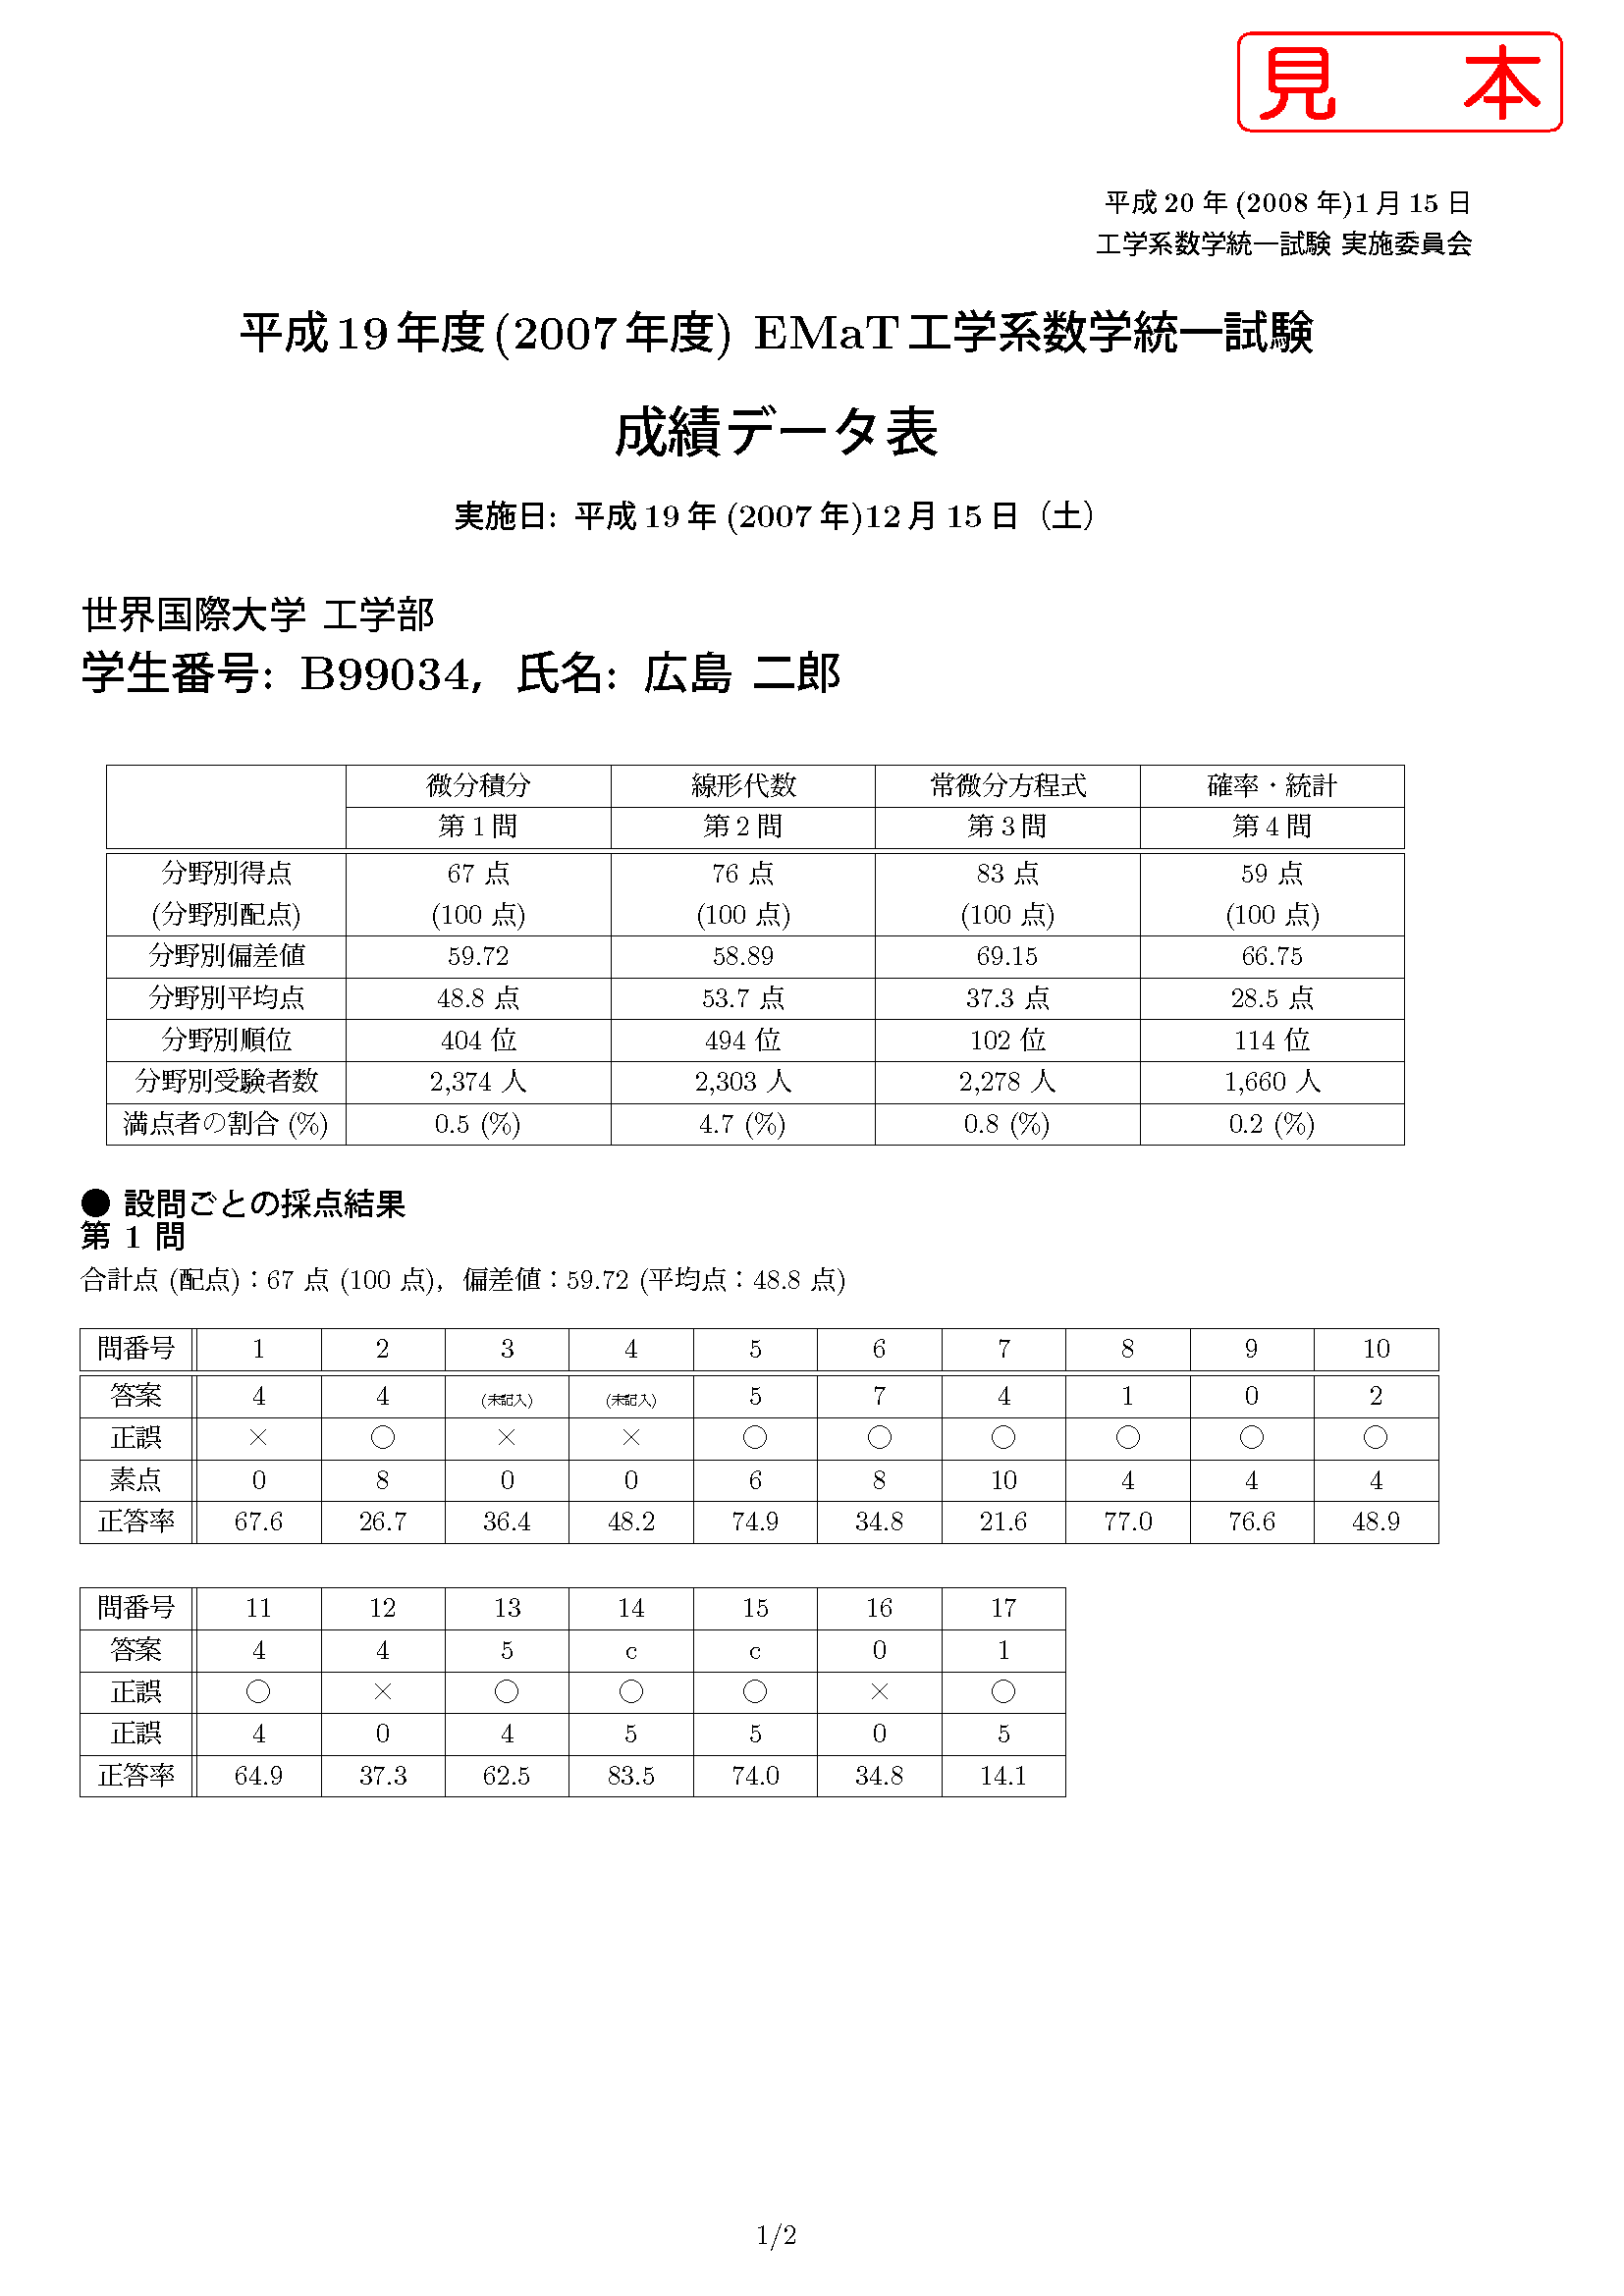 見 本
平成 20 年 (2008 年)1 月 15 日
工学系数学統一試験 実施委員会
平成 19 年度 (2007 年度) EMaT 工学系数学統一試験
成績データ表
実施日: 平成 19 年 (2007 年)12 月 15 日（土）
世界国際大学 工学部
学生番号: B99034, 氏名: 広島 二郎
微分積分 線形代数 常微分方程式 確率・統計
第 1 問 第 2 問 第 3 問 第 4 問
分野別得点 67 点 76 点 83 点 59 点
(分野別配点) (100 点) (100 点) (100 点) (100 点)
分野別偏差値 59.72 58.89 69.15 66.75
分野別平均点 48.8 点 53.7 点 37.3 点 28.5 点
分野別順位 404 位 494 位 102 位 114 位
分野別受験者数 2,374 人 2,303 人 2,278 人 1,660 人
満点者の割合 (%) 0.5 (%) 4.7 (%) 0.8 (%) 0.2 (%)
● 設問ごとの採点結果
第 1 問
合計点 (配点)：67 点 (100 点)，偏差値：59.72 (平均点：48.8 点)
問番号 1 2 3 4 5 6 7 8 9 10
答案 4 4 (未記入) (未記入) 5 7 4 1 0 2
正誤 × ○ × × ○ ○ ○ ○ ○ ○
素点 0 8 0 0 6 8 10 4 4 4
正答率 67.6 26.7 36.4 48.2 74.9 34.8 21.6 77.0 76.6 48.9
問番号 11 12 13 14 15 16 17
答案 4 4 5 c c 0 1
正誤 ○ × ○ ○ ○ × ○
正誤 4 0 4 5 5 0 5
正答率 64.9 37.3 62.5 83.5 74.0 34.8 14.1
1/2